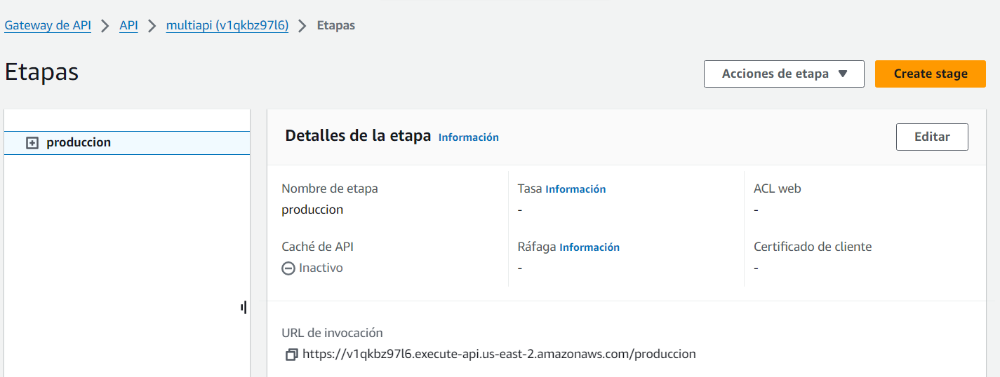 Gateway de API > API > multiapi (v1qkbz97l6) > Etapas
Etapas
Acciones de etapa ▼
Create stage
produccion
Detalles de la etapa Información
Editar
Nombre de etapa
produccion
Tasa Información
-
ACL web
-
Caché de API
Inactivo
Ráfaga Información
-
Certificado de cliente
-
URL de invocación
https://v1qkbz97l6.execute-api.us-east-2.amazonaws.com/produccion